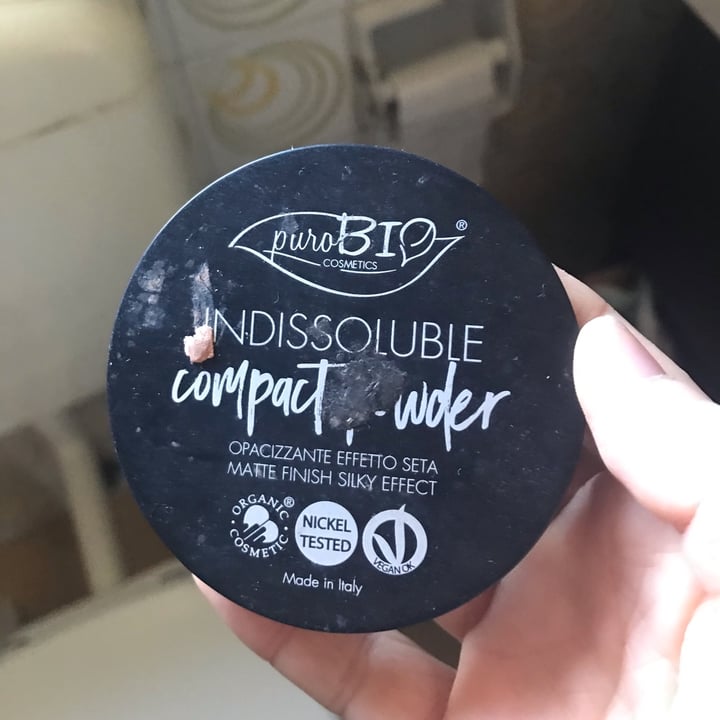 puroBIO ®
COSMETICS
INDISSOLUBLE
compact powder
OPACIZZANTE EFFETTO SETA
MATTE FINISH SILKY EFFECT
ORGANIC COSMETIC ®
NICKEL
TESTED
VEGAN OK
Made in Italy